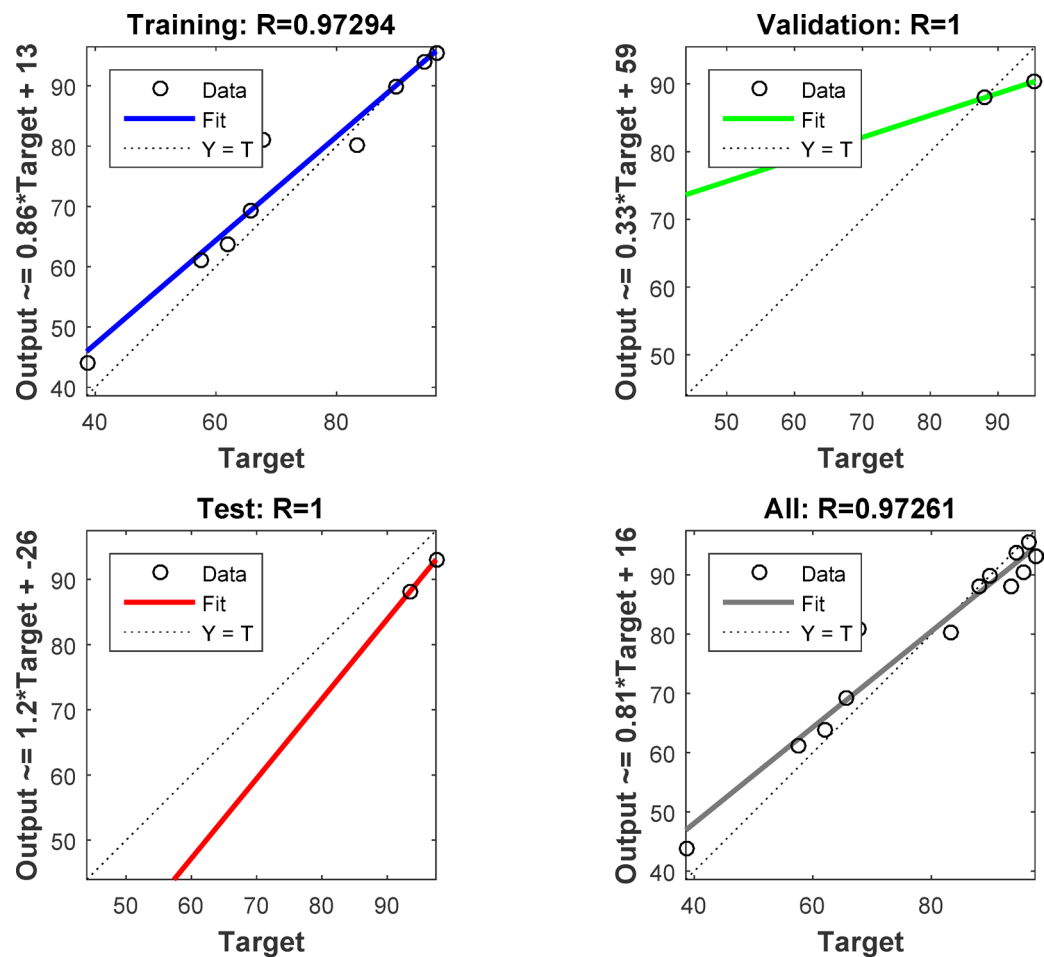 Training: R=0.97294
Output ~= 0.86*Target + 13
90
80
70
60
50
40
Data
Fit
Y = T
40
60
80
Target
Validation: R=1
Output ~= 0.33*Target + 59
90
80
70
60
50
Data
Fit
Y = T
50
60
70
80
90
Target
Test: R=1
Output ~= 1.2*Target + -26
90
80
70
60
50
Data
Fit
Y = T
50
60
70
80
90
Target
All: R=0.97261
Output ~= 0.81*Target + 16
90
80
70
60
50
40
Data
Fit
Y = T
40
60
80
Target